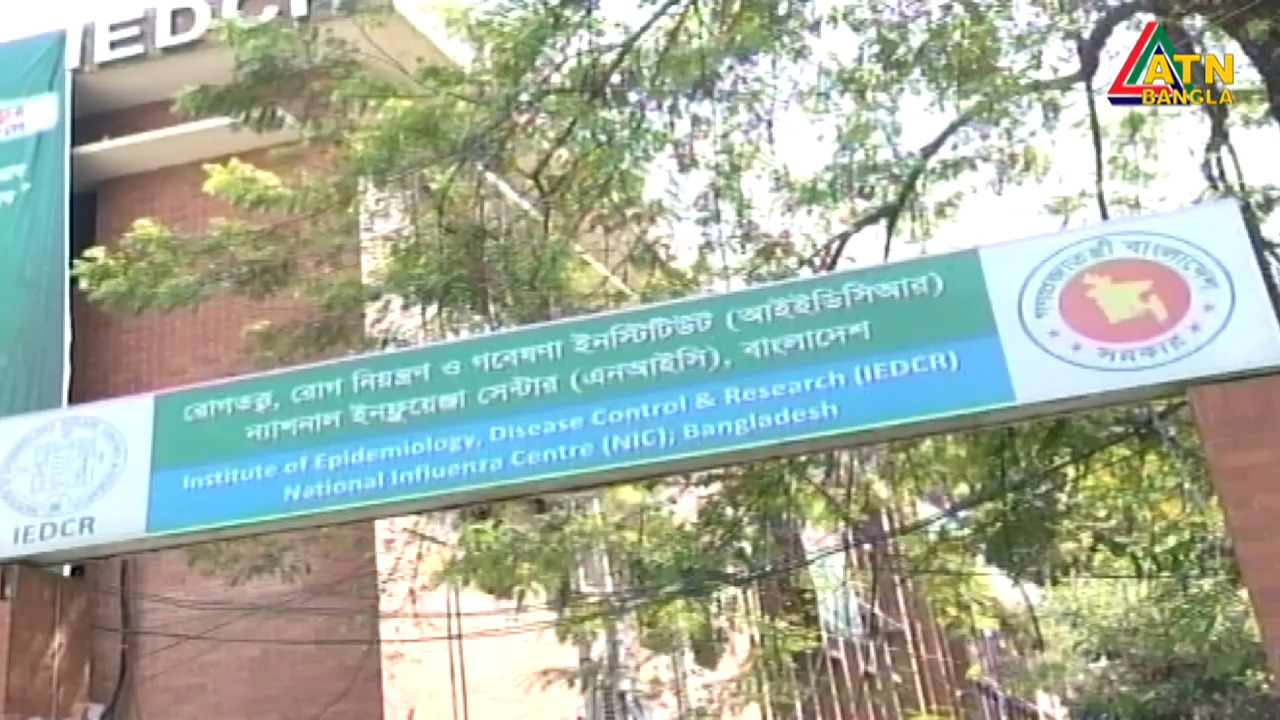 IEDCR
ATN
BANGLA
রোগতত্ত্ব, রোগ নিয়ন্ত্রণ ও গবেষণা ইনস্টিটিউট (আইইডিসিআর)
ন্যাশনাল ইনফ্লুয়েঞ্জা সেন্টার (এনআইসি), বাংলাদেশ
Institute of Epidemiology, Disease Control & Research (IEDCR)
National Influenza Centre (NIC), Bangladesh
IEDCR
গণপ্রজাতন্ত্রী বাংলাদেশ
সরকার